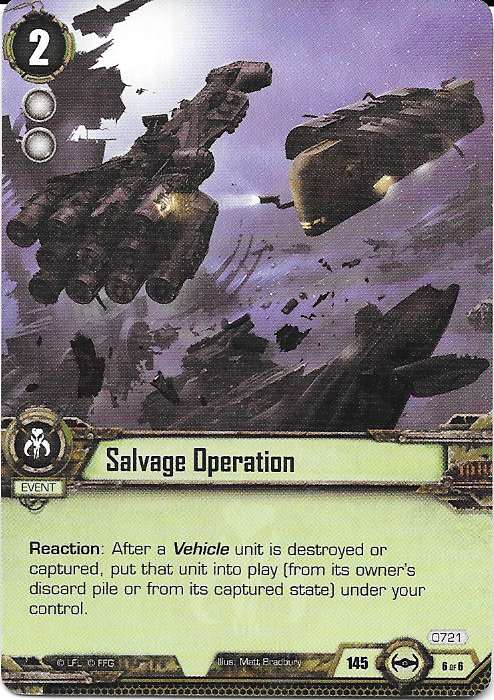 2
Salvage Operation
EVENT
Reaction: After a Vehicle unit is destroyed or
captured, put that unit into play (from its owner's
discard pile or from its captured state) under your
control.
0721
© LFL © FFG
Illus. Matt Bradbury
145
6 OF 6